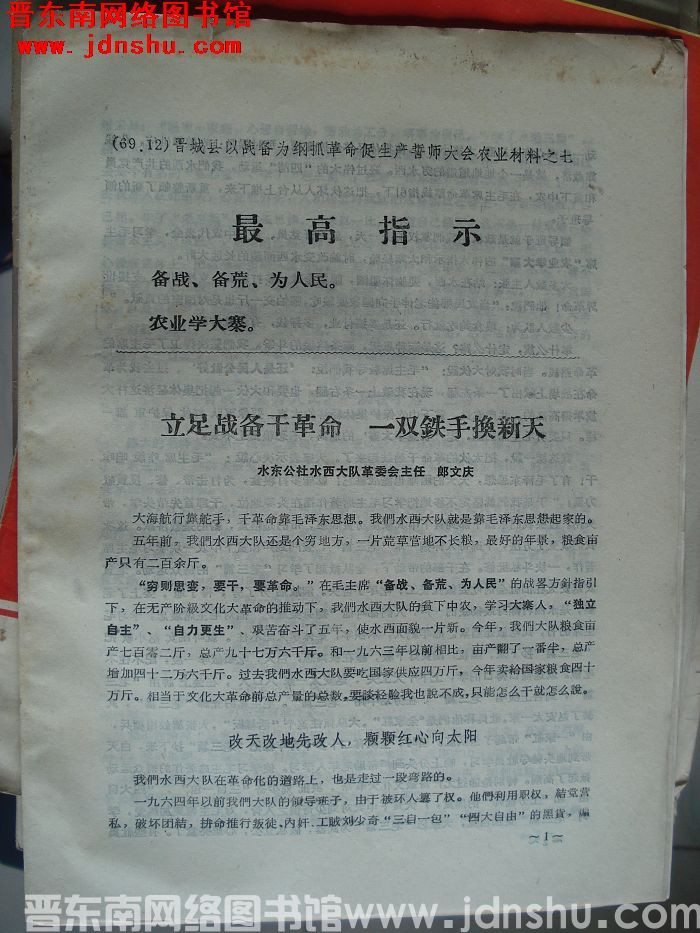 晋东南网络图书馆
www.jdnshu.com
(69.12)晋城县以战备为纲抓革命促生产誓师大会农业材料之七
最高指示
备战、备荒、为人民。
农业学大寨。
立足战备干革命 一双鉄手换新天
水东公社水西大队革委会主任 郎文庆
大海航行靠舵手，干革命靠毛泽东思想。我們水西大队就是靠毛泽东思想起家的。
五年前，我們水西大队还是个穷地方，一片荒草营地不长粮，最好的年景，粮食亩
产只有二百余斤。
“穷则思变，要干，要革命。”在毛主席“备战、备荒、为人民”的战畧方針指引
下，在无产阶級文化大革命的推动下，我們水西大队的贫下中农，学习大寨人，“独立
自主”、“自力更生”、艰苦奋斗了五年，使水西面貌一片新。今年，我們大队粮食亩
产七百零二斤，总产九十七万六千斤。和一九六三年以前相比，亩产翻了一番半，总产
增加四十二万六千斤。过去我們水西大队要吃国家供应四万斤，今年卖給国家粮食四十
万斤。相当于文化大革命前总产量的总数。要談轻驗我也說不成，只能怎么干就怎么說。
改天改地先改人，颗颗红心向太阳
我們水西大队在革命化的道路上，也是走过一段弯路的。
一九六四年以前我們大队的領导班子，由于被坏人篡了权。他們利用职权，結党营
私，破坏团結，拚命推行叛徒、内奸、工贼刘少奇“三自一包”“四大自由”的黑貨，
～1～
晋东南网络图书馆 www.jdnshu.com